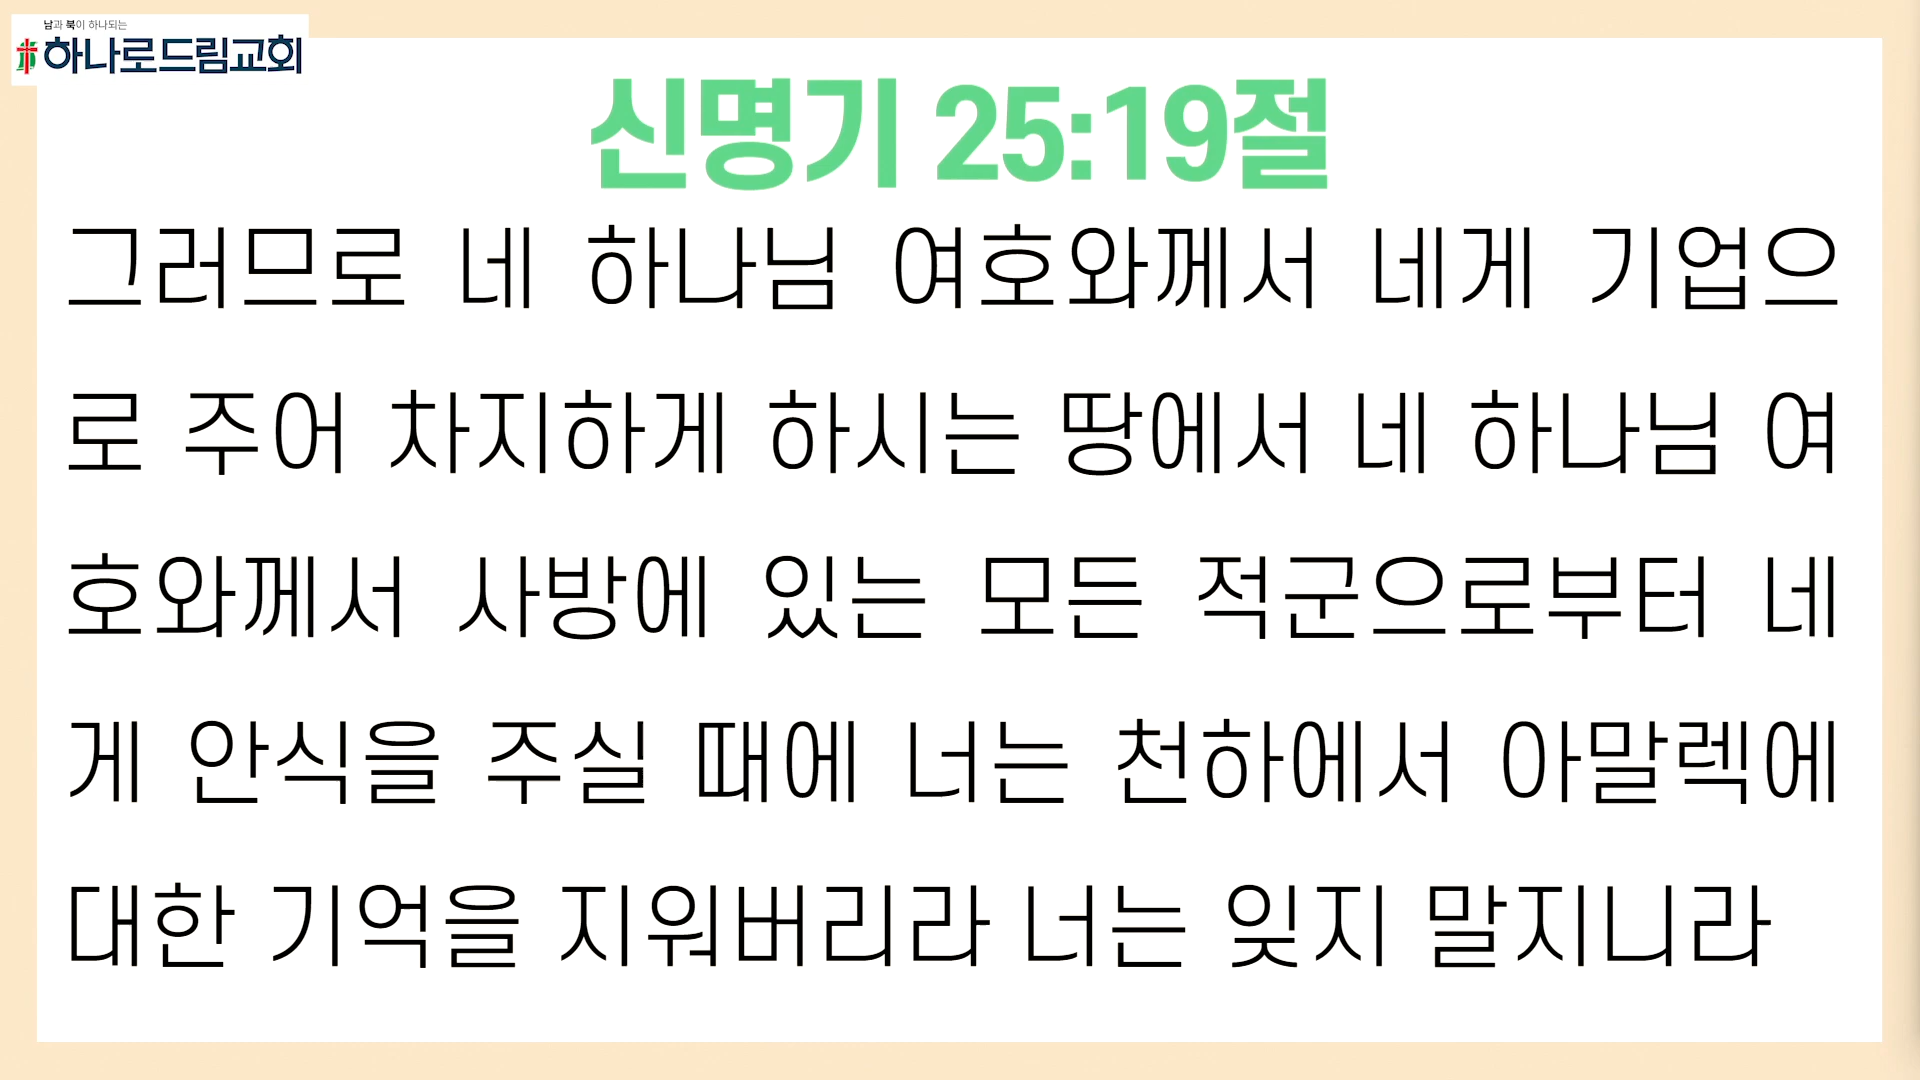 남과 북이 하나되는
하나로드림교회
신명기 25:19절
그러므로 네 하나님 여호와께서 네게 기업으
로 주어 차지하게 하시는 땅에서 네 하나님 여
호와께서 사방에 있는 모든 적군으로부터 네
게 안식을 주실 때에 너는 천하에서 아말렉에
대한 기억을 지워버리라 너는 잊지 말지니라